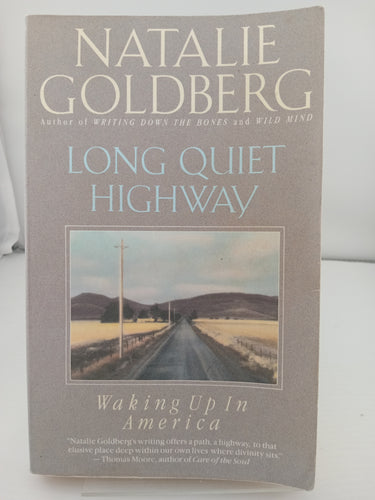 NATALIE
GOLDBERG
Author of WRITING DOWN THE BONES and WILD MIND
LONG QUIET
HIGHWAY
Waking Up In
America
"Natalie Goldberg's writing offers a path, a highway, to that
elusive place deep within our own lives where divinity sits."
— Thomas Moore, author of Care of the Soul